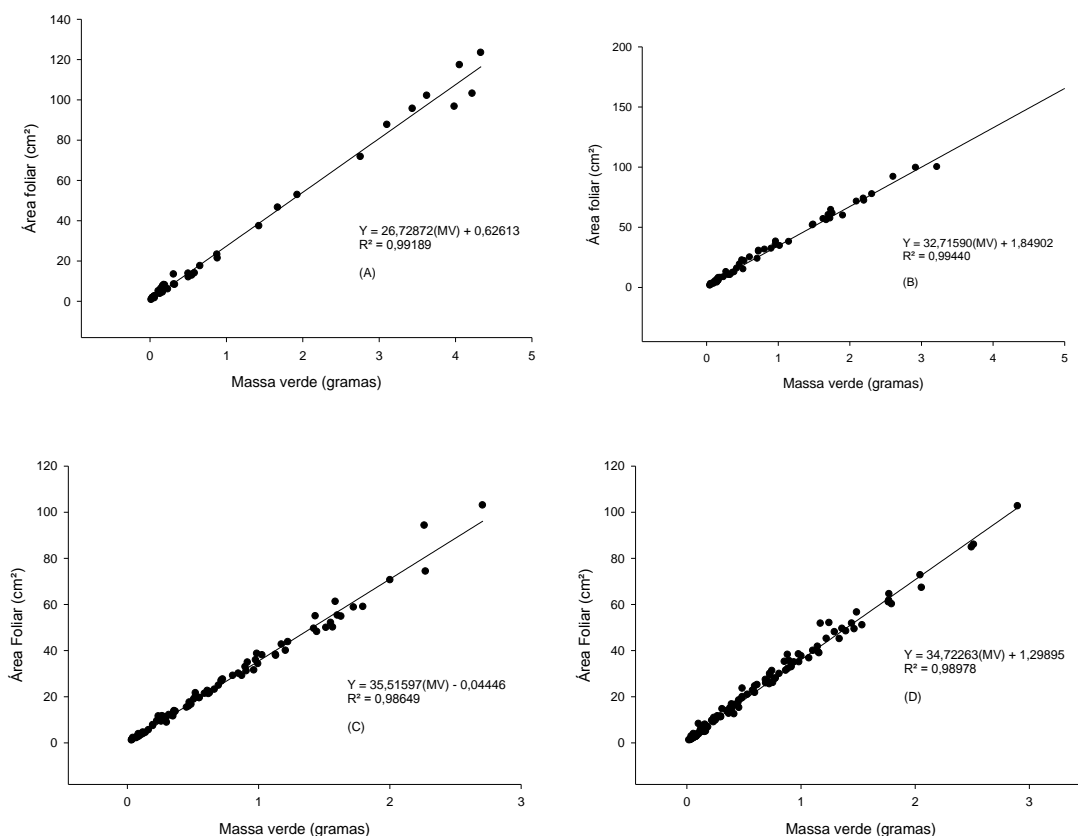 140
120
100
80
60
40
20
0
Área foliar (cm²)
Y = 26,72872(MV) + 0,62613
R² = 0,99189
(A)
0 1 2 3 4 5
Massa verde (gramas)
200
150
100
50
0
Área foliar (cm²)
Y = 32,71590(MV) + 1,84902
R² = 0,99440
(B)
0 1 2 3 4 5
Massa verde (gramas)
120
100
80
60
40
20
0
Área Foliar (cm²)
Y = 35,51597(MV) - 0,04446
R² = 0,98649
(C)
0 1 2 3
Massa verde (gramas)
120
100
80
60
40
20
0
Área Foliar (cm²)
Y = 34,72263(MV) + 1,29895
R² = 0,98978
(D)
0 1 2 3
Massa verde (gramas)